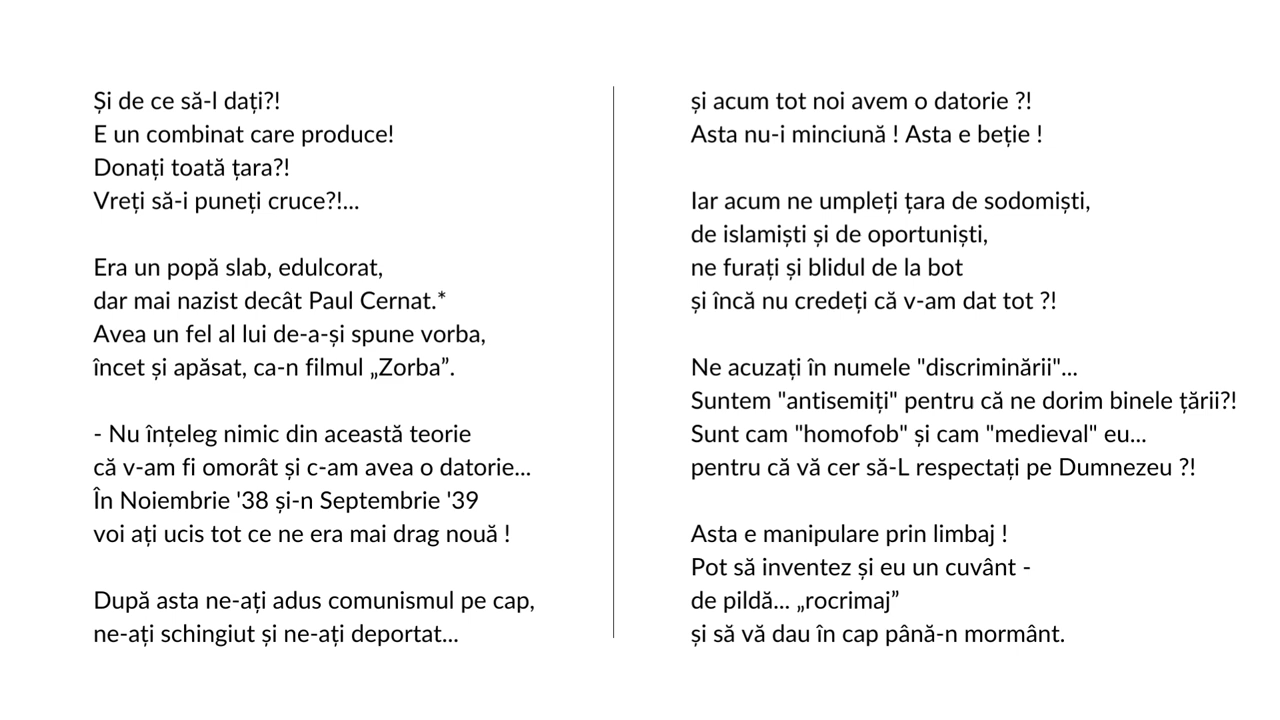 Și de ce să-l dați?!
E un combinat care produce!
Donați toată țara?!
Vreți să-i puneți cruce?!...
Era un popă slab, edulcorat,
dar mai nazist decât Paul Cernat.*
Avea un fel al lui de-a-și spune vorba,
încet și apăsat, ca-n filmul „Zorba”.
- Nu înțeleg nimic din această teorie
că v-am fi omorât și c-am avea o datorie...
În Noiembrie '38 și-n Septembrie '39
voi ați ucis tot ce ne era mai drag nouă !
După asta ne-ați adus comunismul pe cap,
ne-ați schingiut și ne-ați deportat...
și acum tot noi avem o datorie ?!
Asta nu-i minciună ! Asta e beție !
Iar acum ne umpleți țara de sodomiști,
de islamiști și de oportuniști,
ne furați și blidul de la bot
și încă nu credeți că v-am dat tot ?!
Ne acuzați în numele "discriminării"...
Suntem "antisemiți" pentru că ne dorim binele țării?!
Sunt cam "homofob" și cam "medieval" eu...
pentru că vă cer să-L respectați pe Dumnezeu ?!
Asta e manipulare prin limbaj !
Pot să inventez și eu un cuvânt -
de pildă... „rocrimaj”
și să vă dau în cap până-n mormânt.